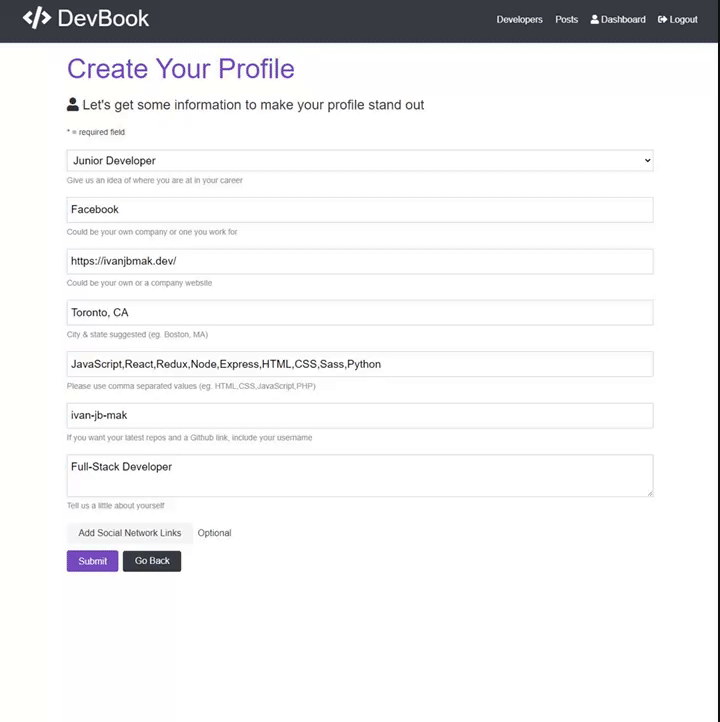 DevBook
Developers Posts Dashboard Logout
Create Your Profile
Let's get some information to make your profile stand out
* = required field
Junior Developer
Give us an idea of where you are at in your career
Facebook
Could be your own company or one you work for
https://ivanjbmak.dev/
Could be your own or a company website
Toronto, CA
City & state suggested (eg. Boston, MA)
JavaScript,React,Redux,Node,Express,HTML,CSS,Sass,Python
Please use comma separated values (eg. HTML,CSS,JavaScript,PHP)
ivan-jb-mak
If you want your latest repos and a Github link, include your username
Full-Stack Developer
Tell us a little about yourself
Add Social Network Links Optional
Submit Go Back